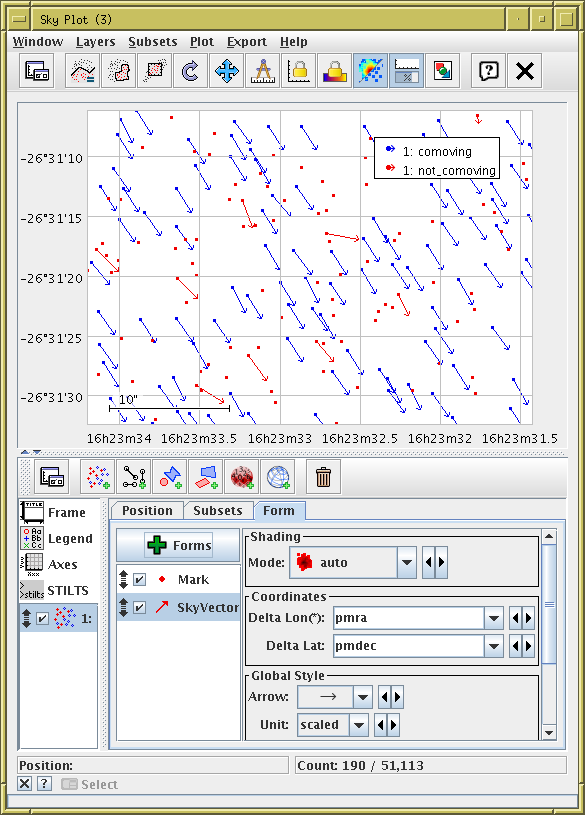 Sky Plot (3)
Window Layers Subsets Plot Export Help
-26°31'10
-26°31'15
-26°31'20
-26°31'25
-26°31'30
1: comoving
1: not_comoving
10"
16h23m34 16h23m33.5 16h23m33 16h23m32.5 16h23m32 16h23m31.5
Frame
Legend
Axes
STILTS
1:
Position Subsets Form
Forms
Mark
SkyVector
Shading
Mode: auto
Coordinates
Delta Lon(*): pmra
Delta Lat: pmdec
Global Style
Arrow:
Unit: scaled
Position: Count: 190 / 51,113
Select